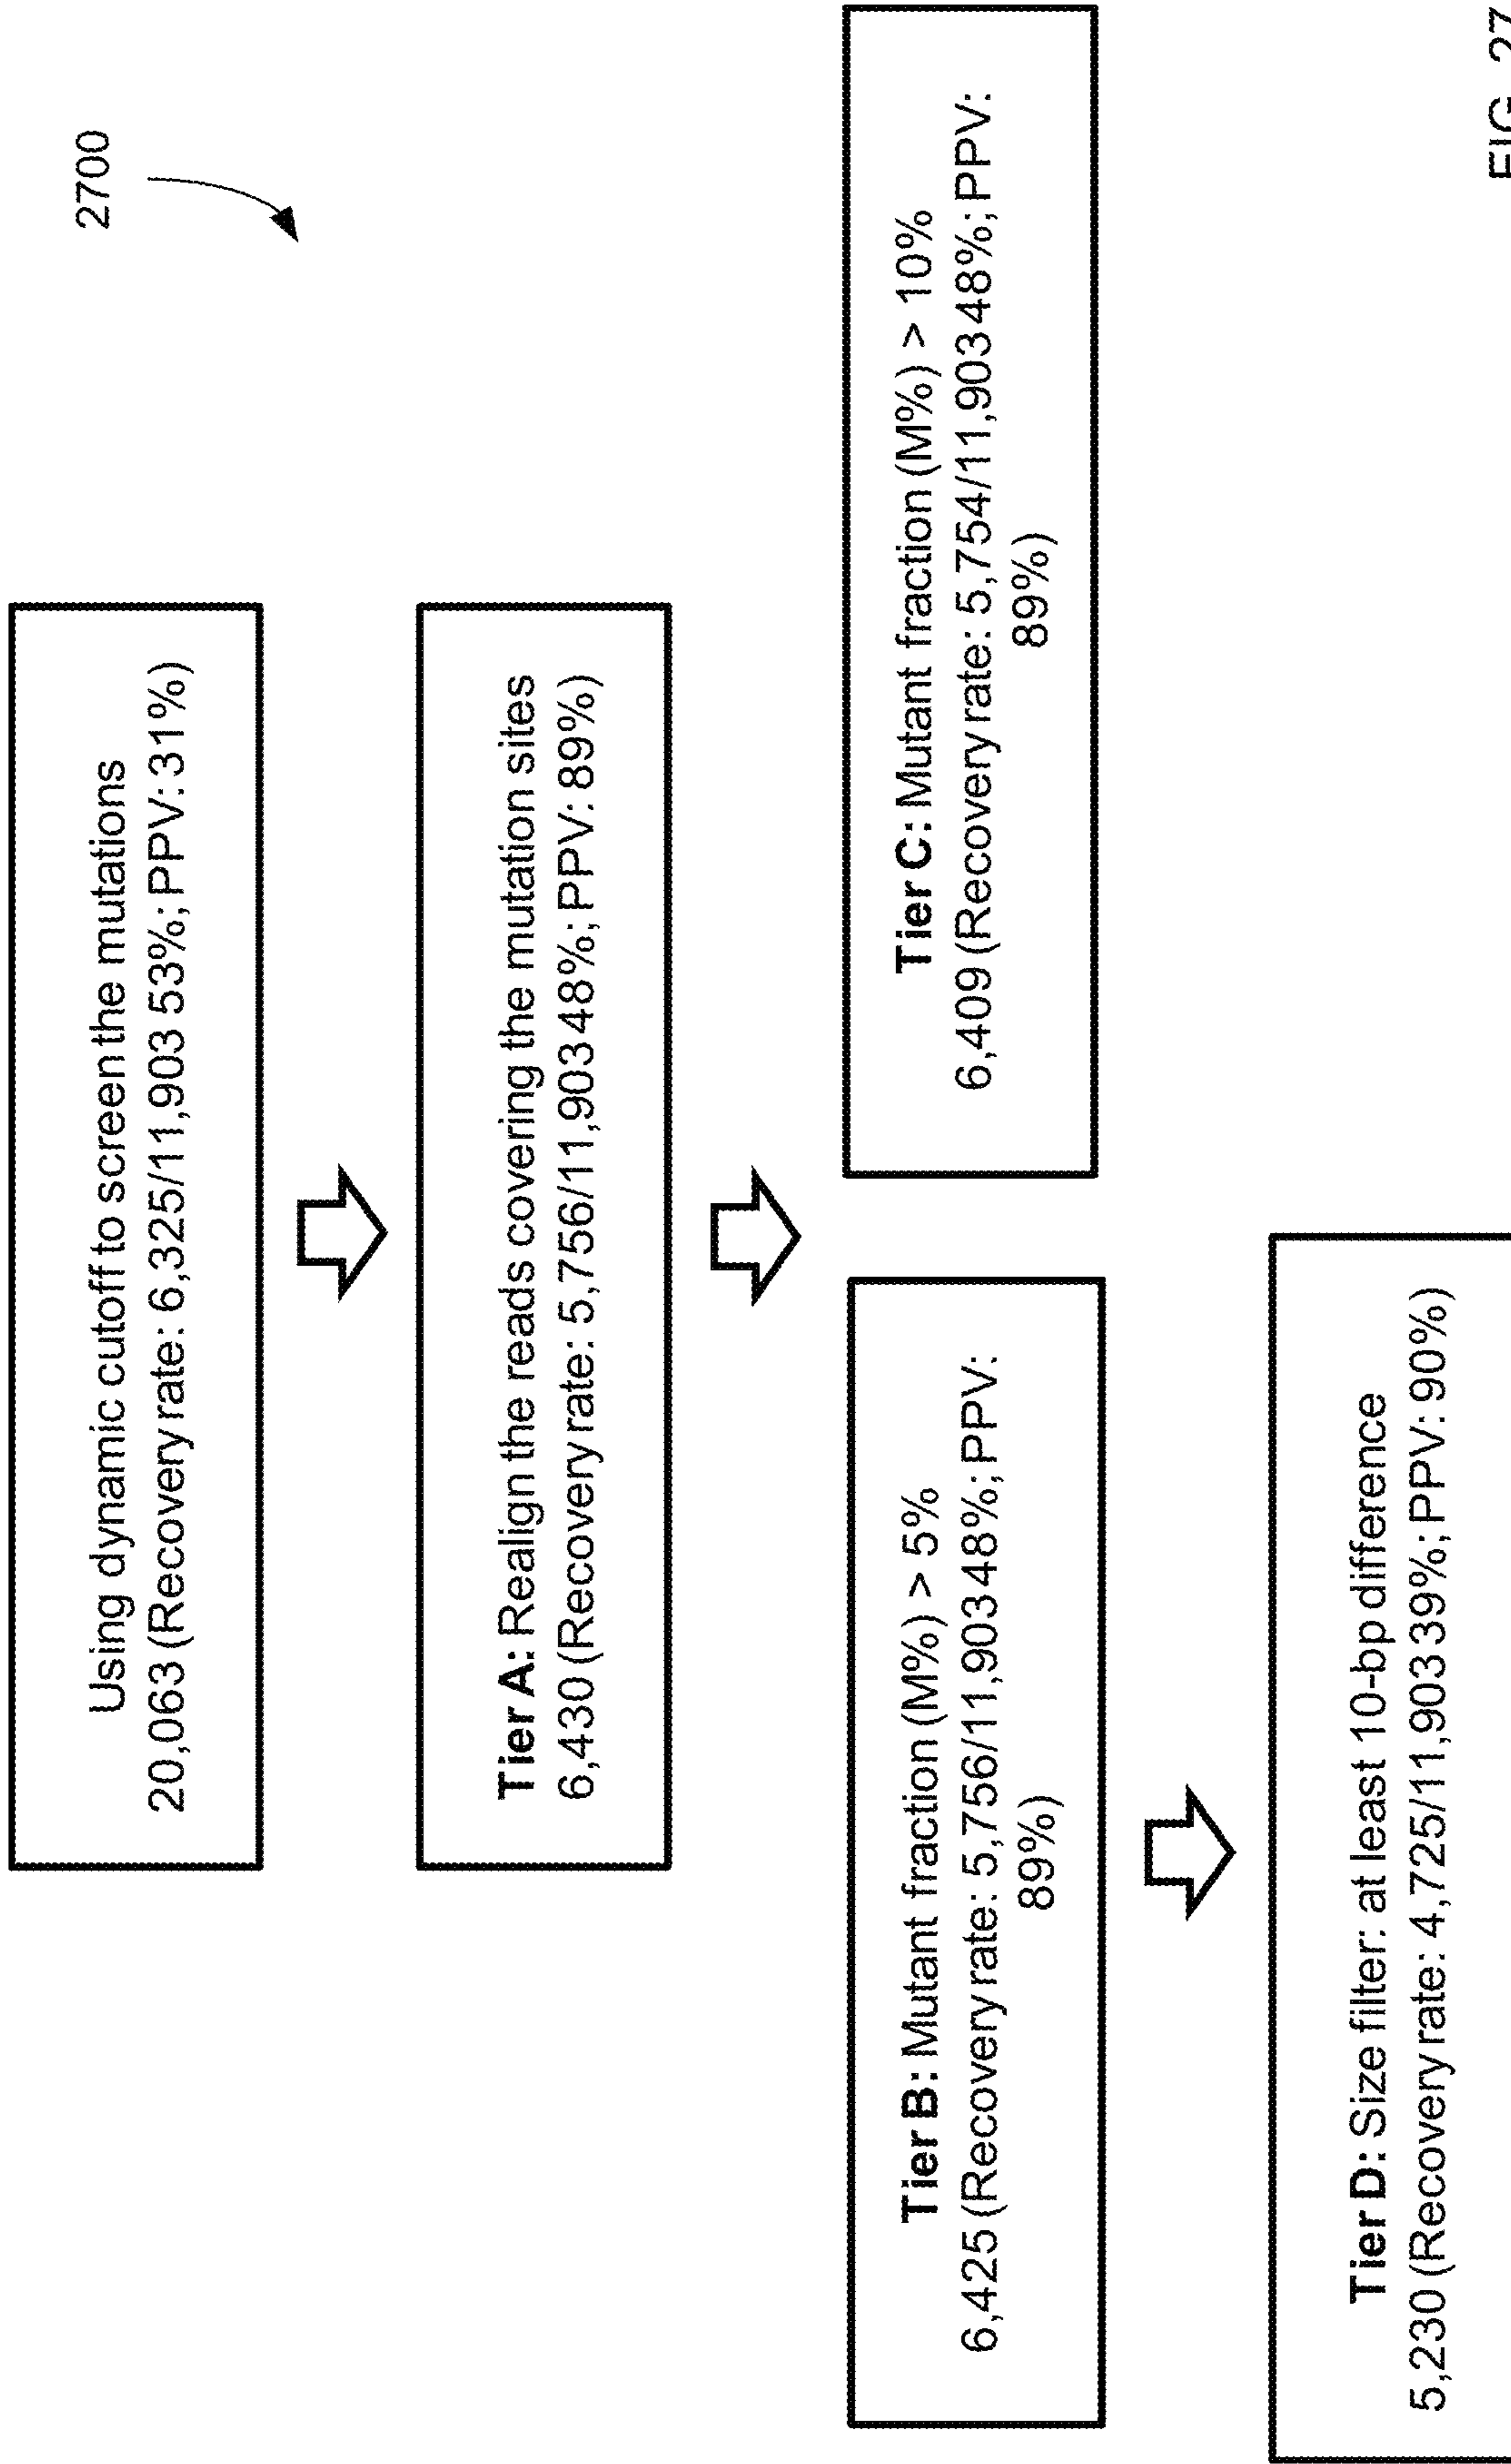 2700
Using dynamic cutoff to screen the mutations
20,063 (Recovery rate: 6,325/11,903 53%; PPV: 31%)
Tier A: Realign the reads covering the mutation sites
6,430 (Recovery rate: 5,756/11,903 48%; PPV: 89%)
Tier B: Mutant fraction (M%) > 5%
6,425 (Recovery rate: 5,756/11,903 48%; PPV:
89%)
Tier C: Mutant fraction (M%) > 10%
6,409 (Recovery rate: 5,754/11,903 48%; PPV:
89%)
Tier D: Size filter: at least 10-bp difference
5,230 (Recovery rate: 4,725/11,903 39%; PPV: 90%)
FIG. 27